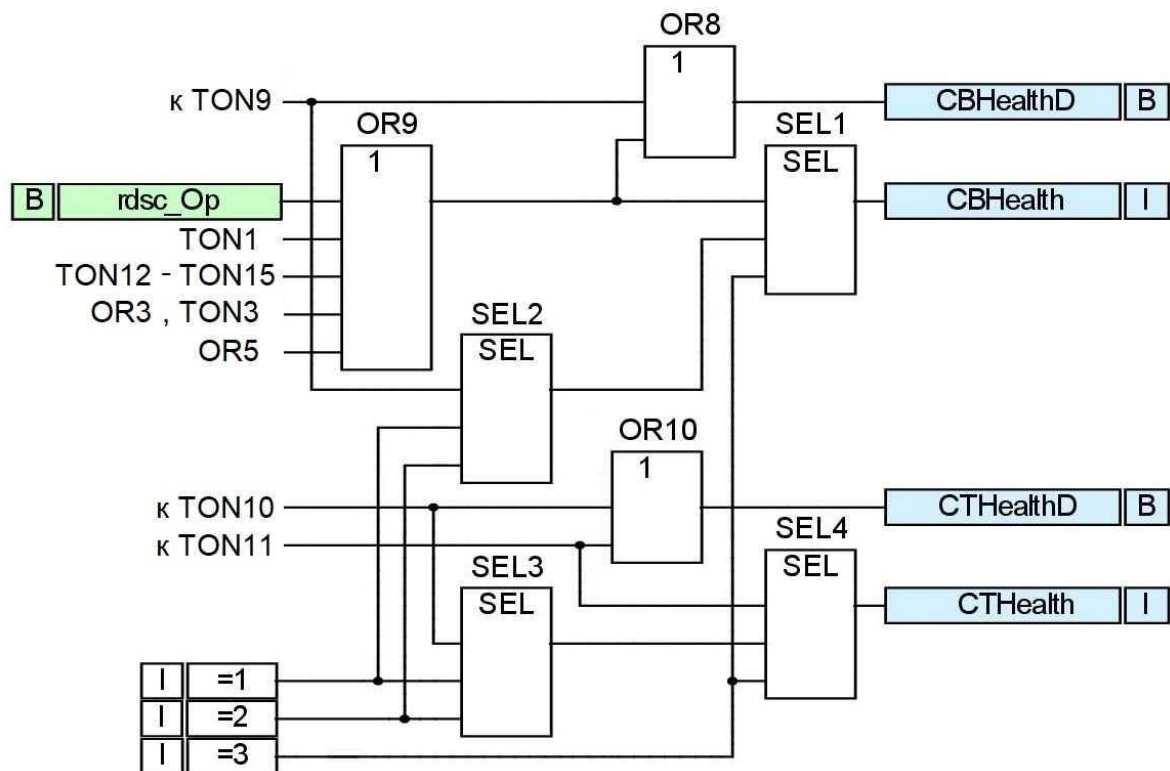 OR8
1
к TON9
CBHealthD B
OR9
1
SEL1
SEL
B rdsc_Op
CBHealth I
TON1
TON12 - TON15
OR3 , TON3
SEL2
SEL
OR5
OR10
1
к TON10
CTHealthD B
к TON11
SEL4
SEL
SEL3
SEL
CTHealth I
I =1
I =2
I =3